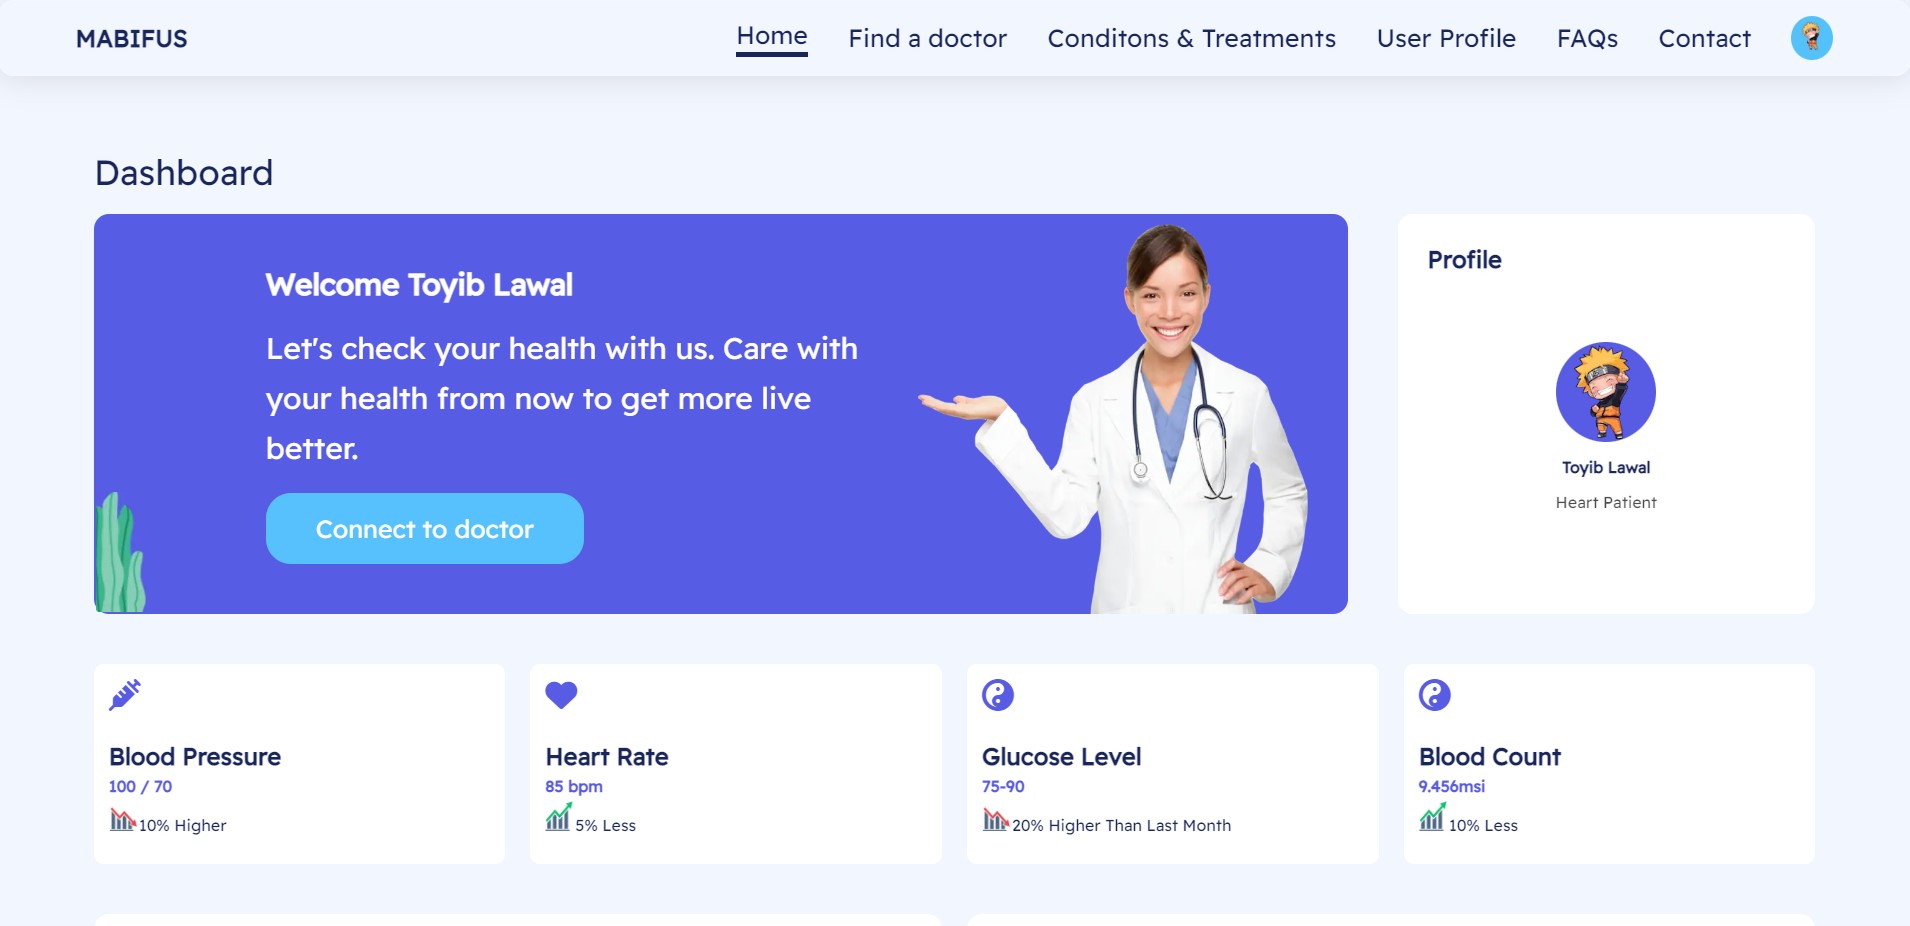 MABIFUS
Home
Find a doctor
Conditons & Treatments
User Profile
FAQs
Contact
Dashboard
Welcome Toyib Lawal
Let's check your health with us. Care with
your health from now to get more live
better.
Connect to doctor
Profile
Toyib Lawal
Heart Patient
Blood Pressure
100 / 70
10% Higher
Heart Rate
85 bpm
5% Less
Glucose Level
75-90
20% Higher Than Last Month
Blood Count
9.456msi
10% Less